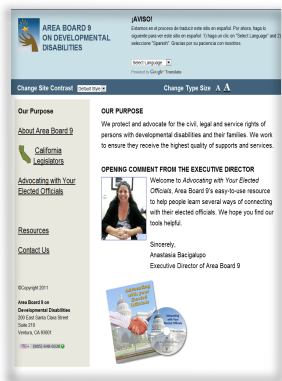 AREA BOARD 9
ON DEVELOPMENTAL
DISABILITIES
¡AVISO!
Estamos en el proceso de traducir este sitio en español. Por ahora, haga lo
siguiente para ver este sitio en español: 1) haga un clic en "Select Language" and 2)
seleccione "Spanish". Gracias por su paciencia con nosotros.
Select Language
Powered by Google Translate
Change Site Contrast Default Style
Change Type Size A A
Our Purpose
About Area Board 9
California
Legislators
Advocating with Your
Elected Officials
Resources
Contact Us
©Copyright 2011
Area Board 9 on
Developmental Disabilities
200 East Santa Clara Street
Suite 210
Ventura, CA 93001
OUR PURPOSE
We protect and advocate for the civil, legal and service rights of
persons with developmental disabilities and their families. We work
to ensure they receive the highest quality of supports and services.
OPENING COMMENT FROM THE EXECUTIVE DIRECTOR
Welcome to Advocating with Your Elected
Officials, Area Board 9's easy-to-use resource
to help people learn several ways of connecting
with their elected officials. We hope you find our
tools helpful.
Sincerely,
Anastasia Bacigalupo
Executive Director of Area Board 9
Advocating
with your
Elected
Officials